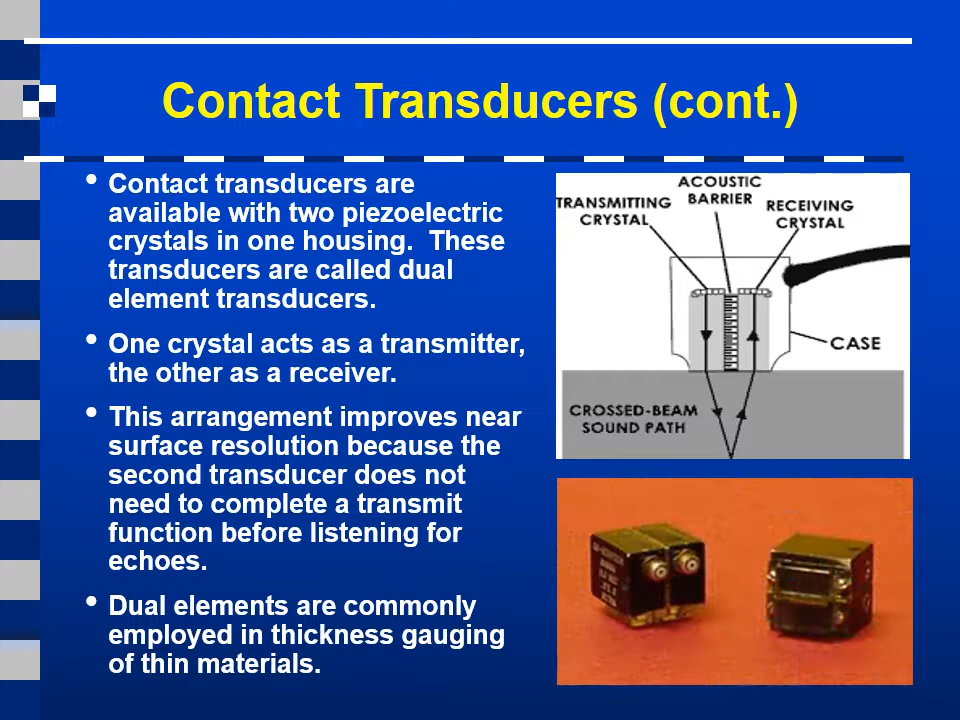 Contact Transducers (cont.)
• Contact transducers are
available with two piezoelectric
crystals in one housing.  These
transducers are called dual
element transducers.
• One crystal acts as a transmitter,
the other as a receiver.
• This arrangement improves near
surface resolution because the
second transducer does not
need to complete a transmit
function before listening for
echoes.
• Dual elements are commonly
employed in thickness gauging
of thin materials.
TRANSMITTING
CRYSTAL
ACOUSTIC
BARRIER
RECEIVING
CRYSTAL
CASE
CROSSED-BEAM
SOUND PATH